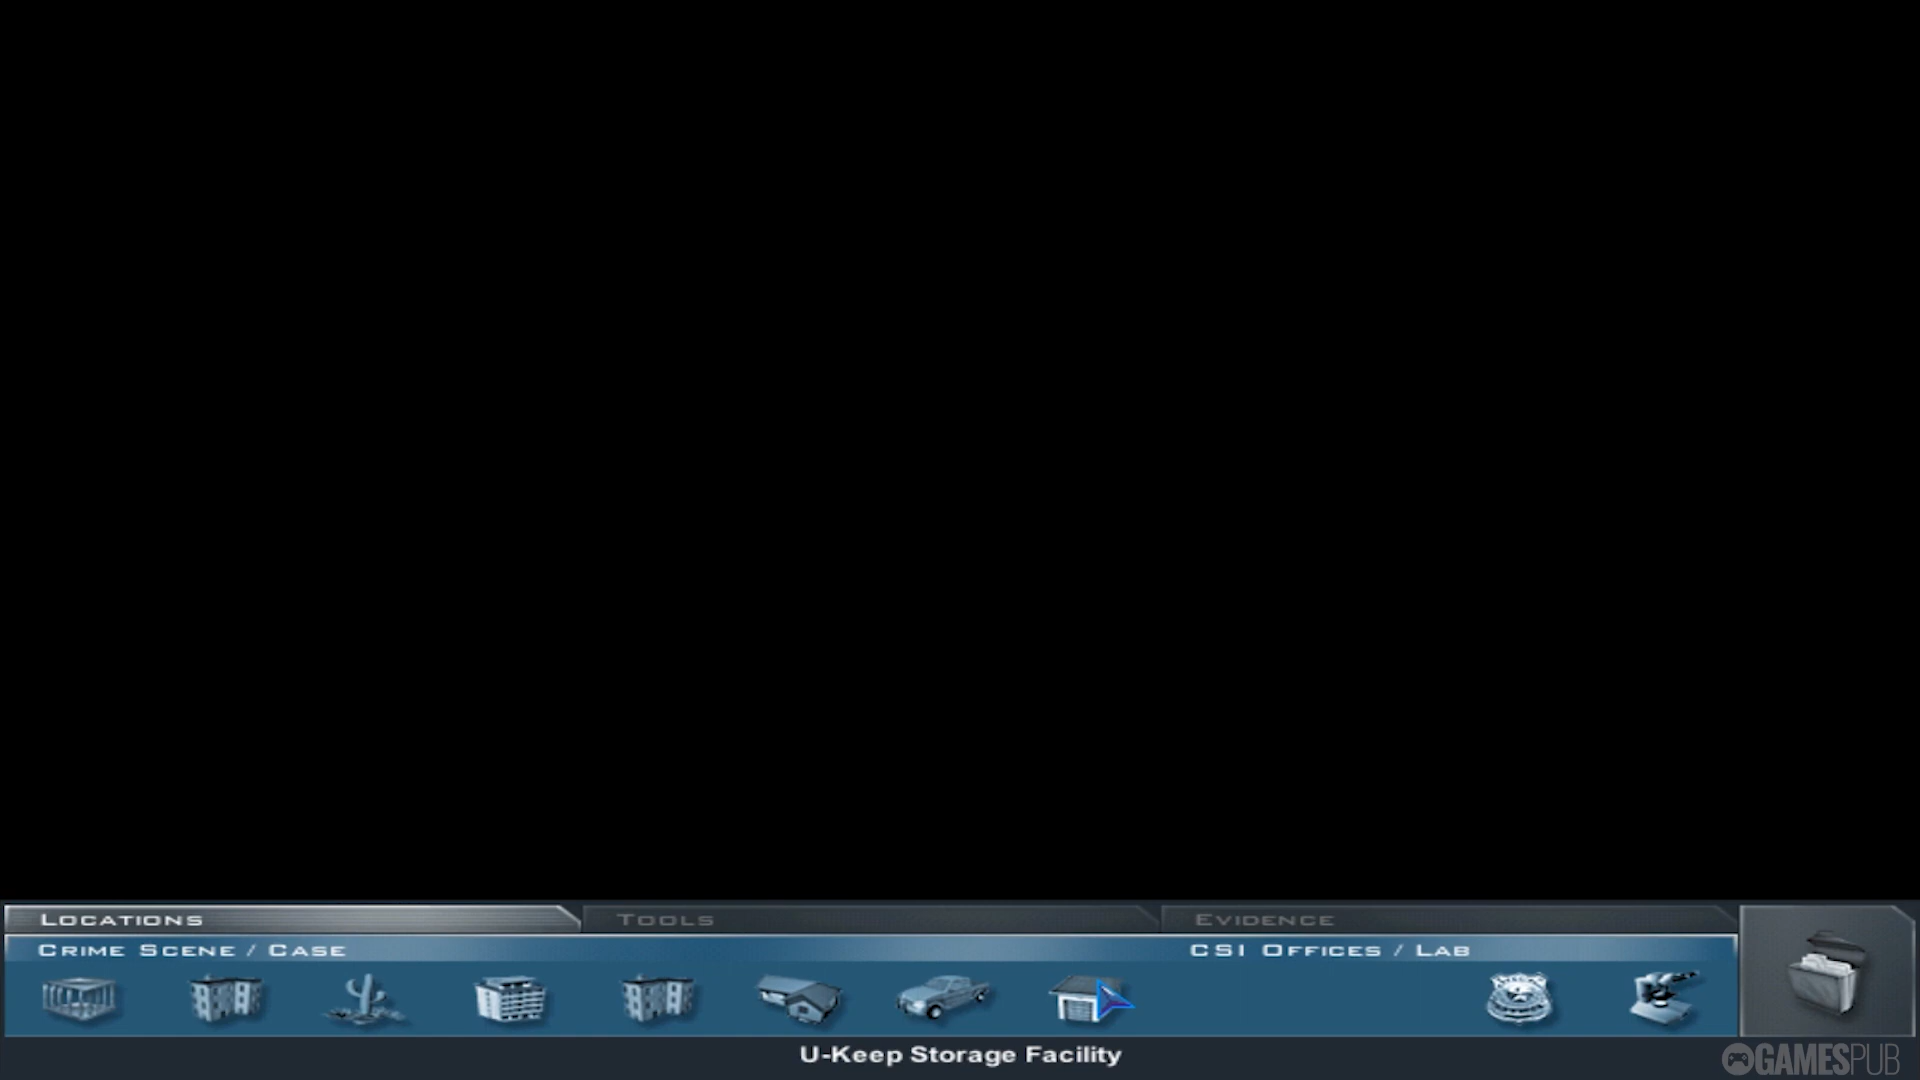 LOCATIONS
TOOLS
EVIDENCE
CRIME SCENE / CASE
CSI OFFICES / LAB
U-Keep Storage Facility
GAMESPUB